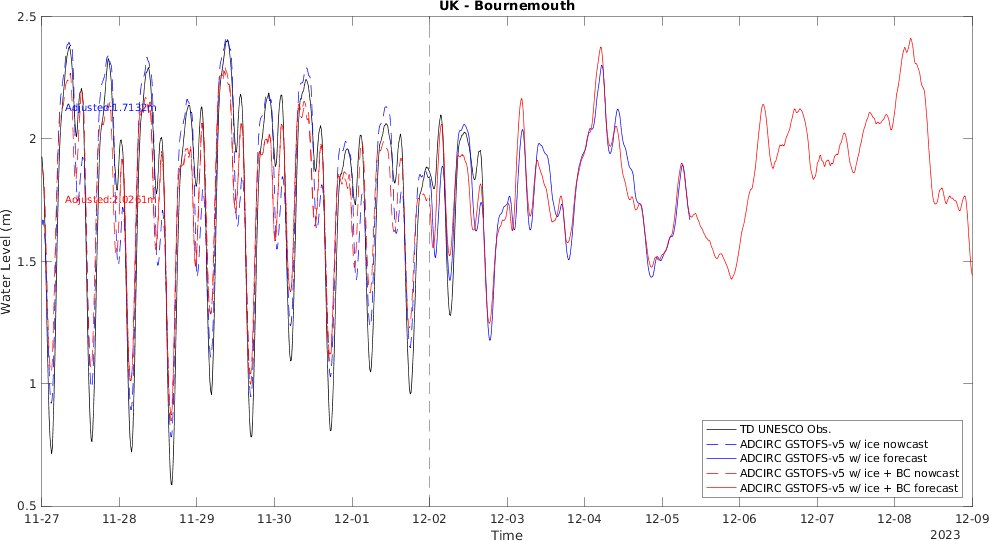 UK - Bournemouth
2.5
2
1.5
1
0.5
Water Level (m)
Adjusted:1.7132m
Adjusted:2.0261m
TD UNESCO Obs.
ADCIRC GSTOFS-v5 w/ ice nowcast
ADCIRC GSTOFS-v5 w/ ice forecast
ADCIRC GSTOFS-v5 w/ ice + BC nowcast
ADCIRC GSTOFS-v5 w/ ice + BC forecast
11-27 11-28 11-29 11-30 12-01 12-02 12-03 12-04 12-05 12-06 12-07 12-08 12-09
Time
2023